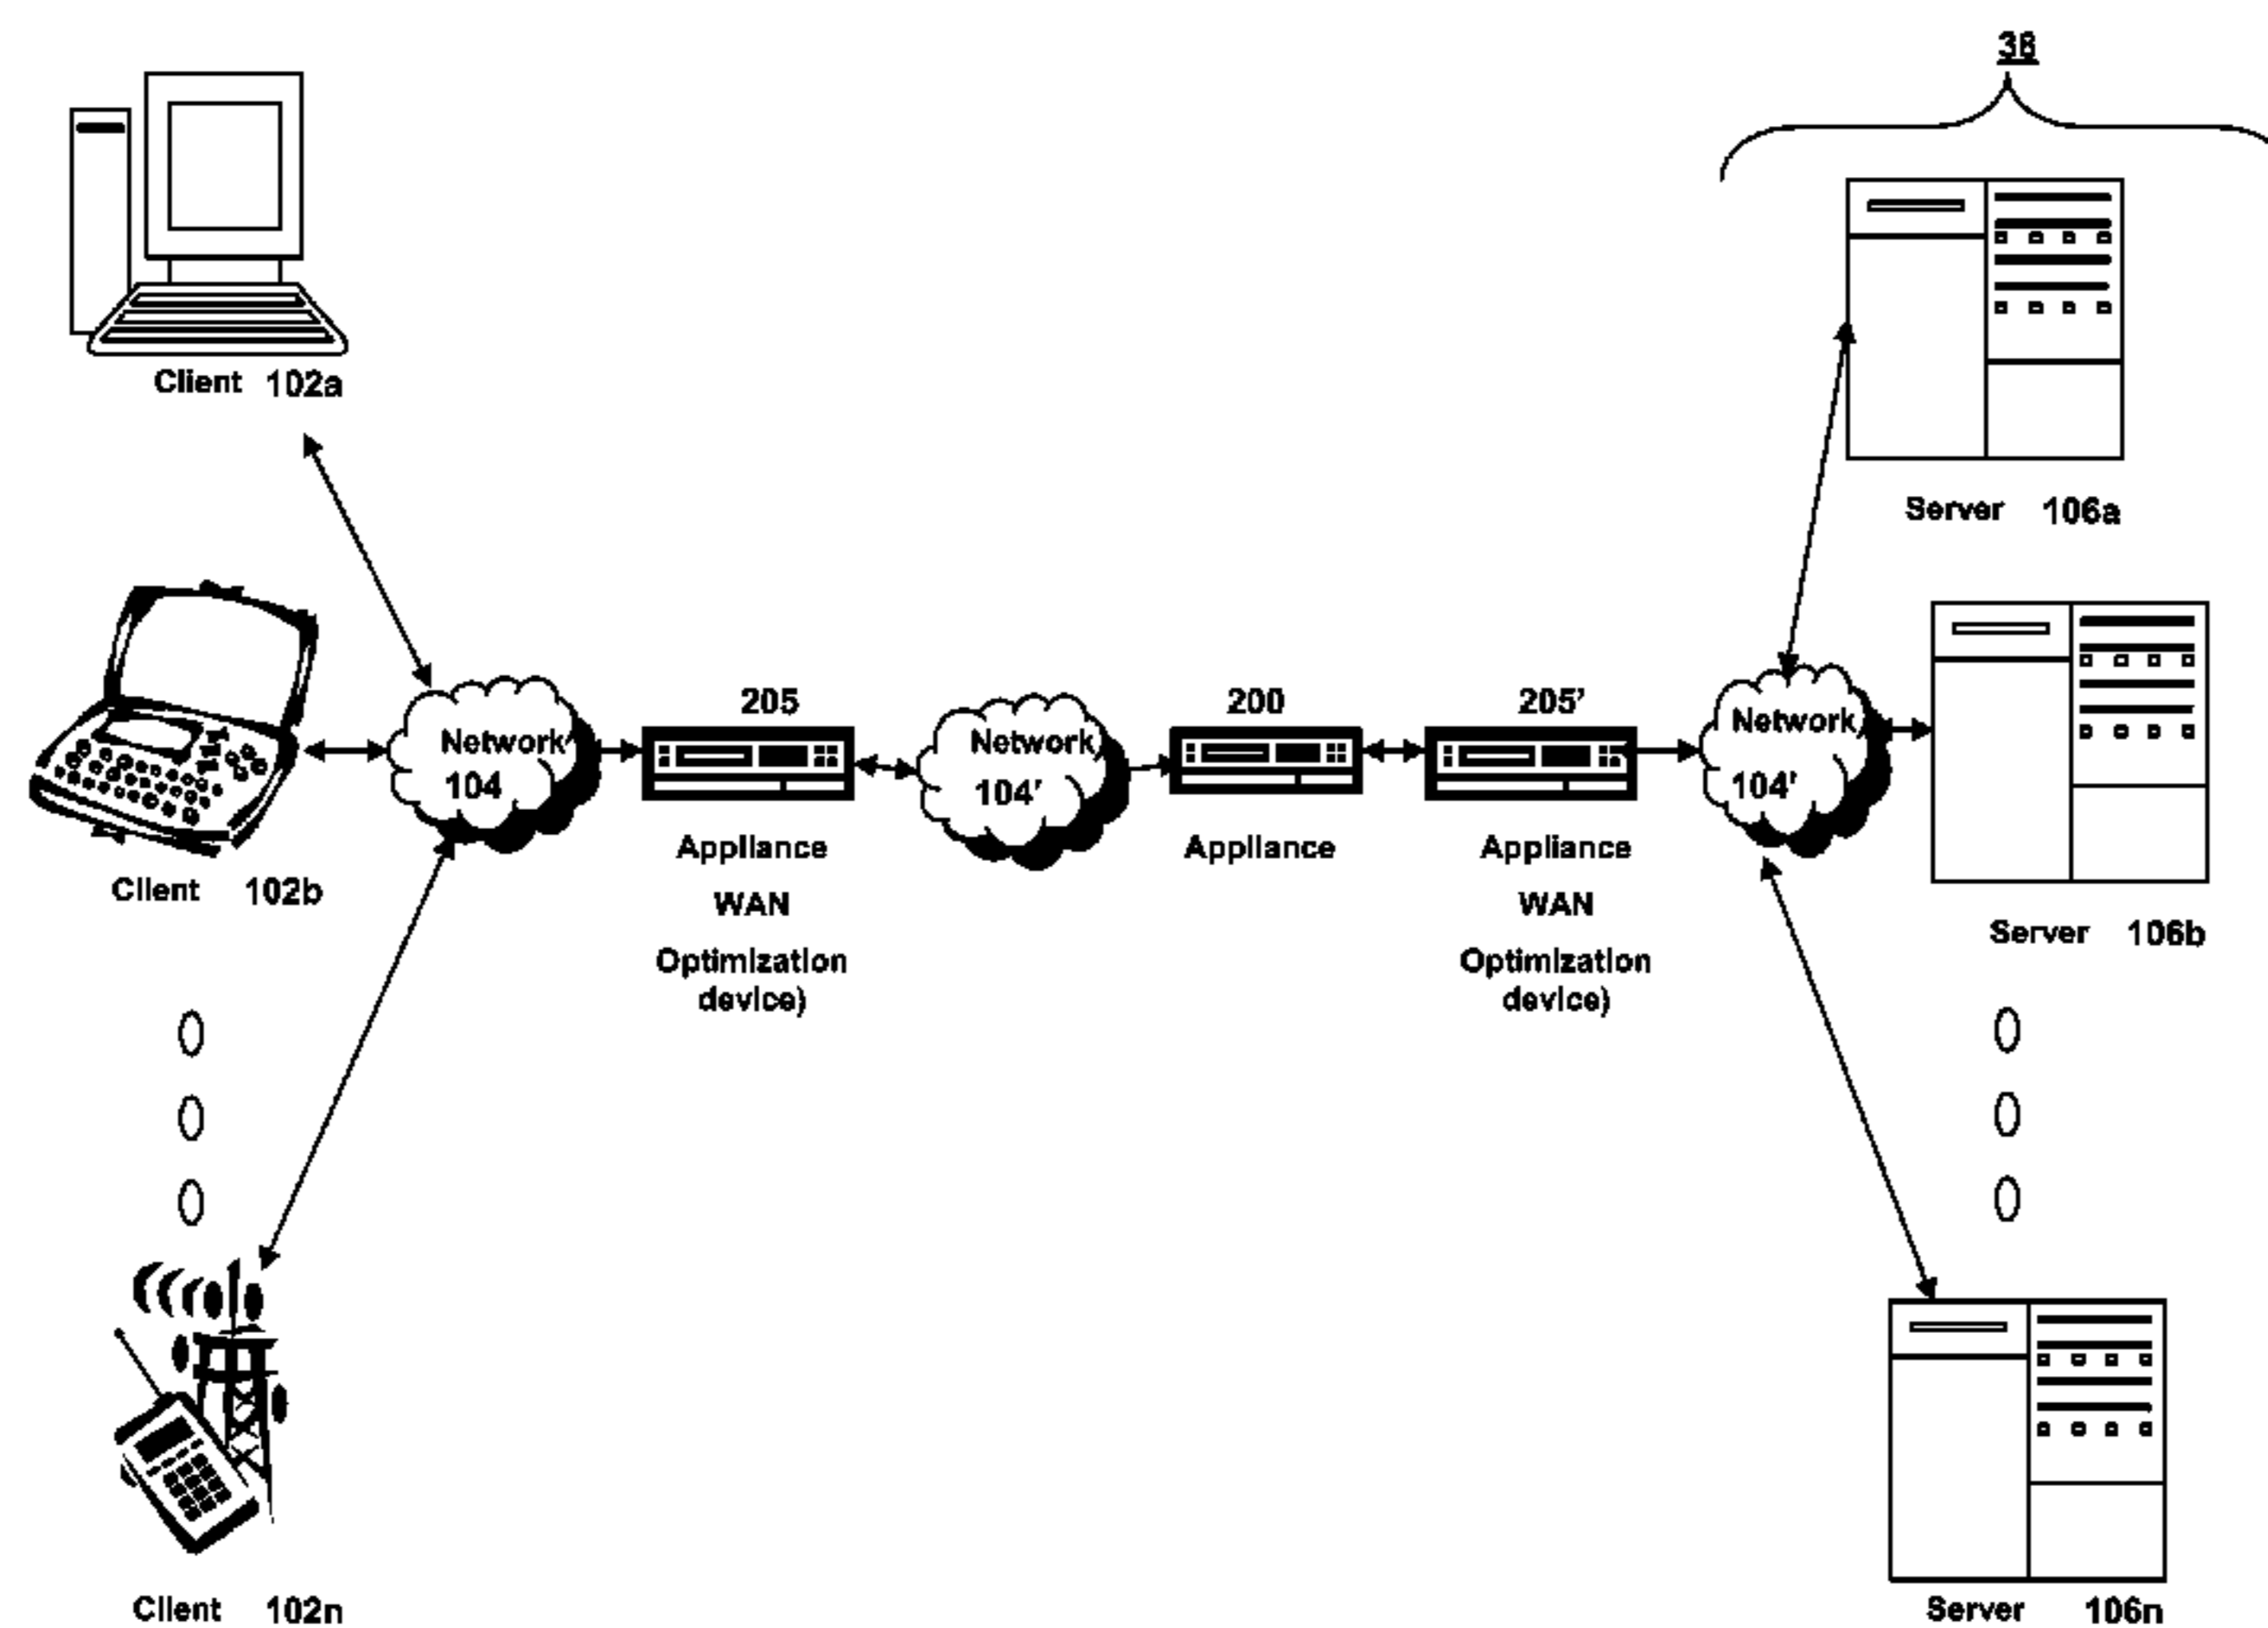 38
Client 102a
Server 106a
205
200
205'
Network
104
Network
104'
Network
104'
Appliance
WAN
Optimization
device)
Appliance
Appliance
WAN
Optimization
device)
Client 102b
Server 106b
Client 102n
Server 106n